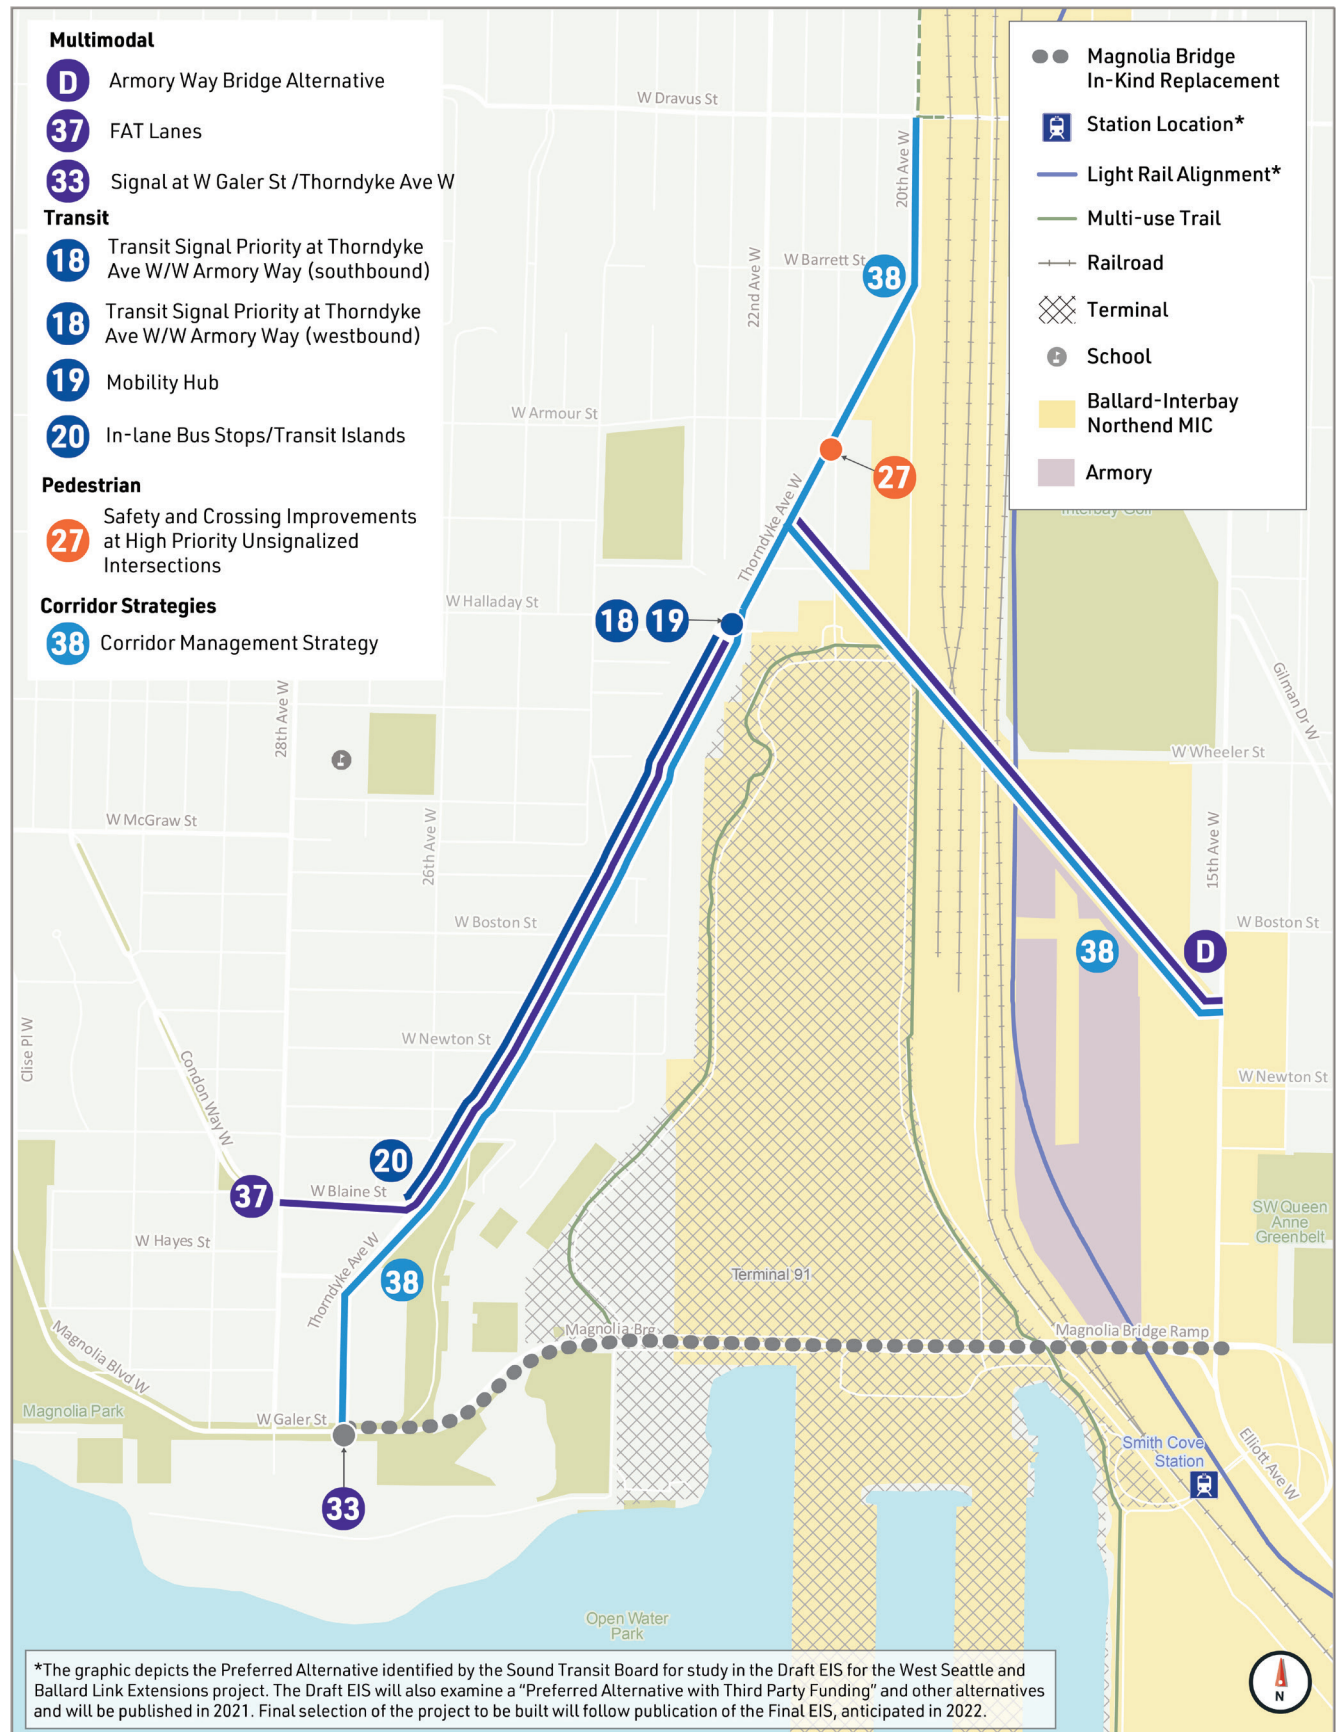 Multimodal
D Armory Way Bridge Alternative
37 FAT Lanes
33 Signal at W Galer St /Thorndyke Ave W
Transit
18 Transit Signal Priority at Thorndyke
Ave W/W Armory Way (southbound)
18 Transit Signal Priority at Thorndyke
Ave W/W Armory Way (westbound)
19 Mobility Hub
20 In-lane Bus Stops/Transit Islands
Pedestrian
27 Safety and Crossing Improvements
at High Priority Unsignalized
Intersections
Corridor Strategies
38 Corridor Management Strategy
Magnolia Bridge
In-Kind Replacement
Station Location*
Light Rail Alignment*
Multi-use Trail
Railroad
Terminal
School
Ballard-Interbay
Northend MIC
Armory
W Dravus St
20th Ave W
W Barrett St
38
22nd Ave W
W Armour St
27
Thorndyke Ave W
Interbay Golf
W Halladay St
18 19
28th Ave W
Gilman Dr W
W Wheeler St
W McGraw St
26th Ave W
15th Ave W
W Boston St
W Boston St
38
D
W Newton St
Clise Pl W
Condon Way W
W Newton St
20
37
W Blaine St
W Hayes St
SW Queen
Anne
Greenbelt
Thorndyke Ave W
38
Terminal 91
Magnolia Brg
Magnolia Bridge Ramp
Magnolia Blvd W
Magnolia Park
W Galer St
Smith Cove
Station
Elliott Ave W
33
Open Water
Park
*The graphic depicts the Preferred Alternative identified by the Sound Transit Board for study in the Draft EIS for the West Seattle and
Ballard Link Extensions project. The Draft EIS will also examine a “Preferred Alternative with Third Party Funding” and other alternatives
and will be published in 2021. Final selection of the project to be built will follow publication of the Final EIS, anticipated in 2022.
N